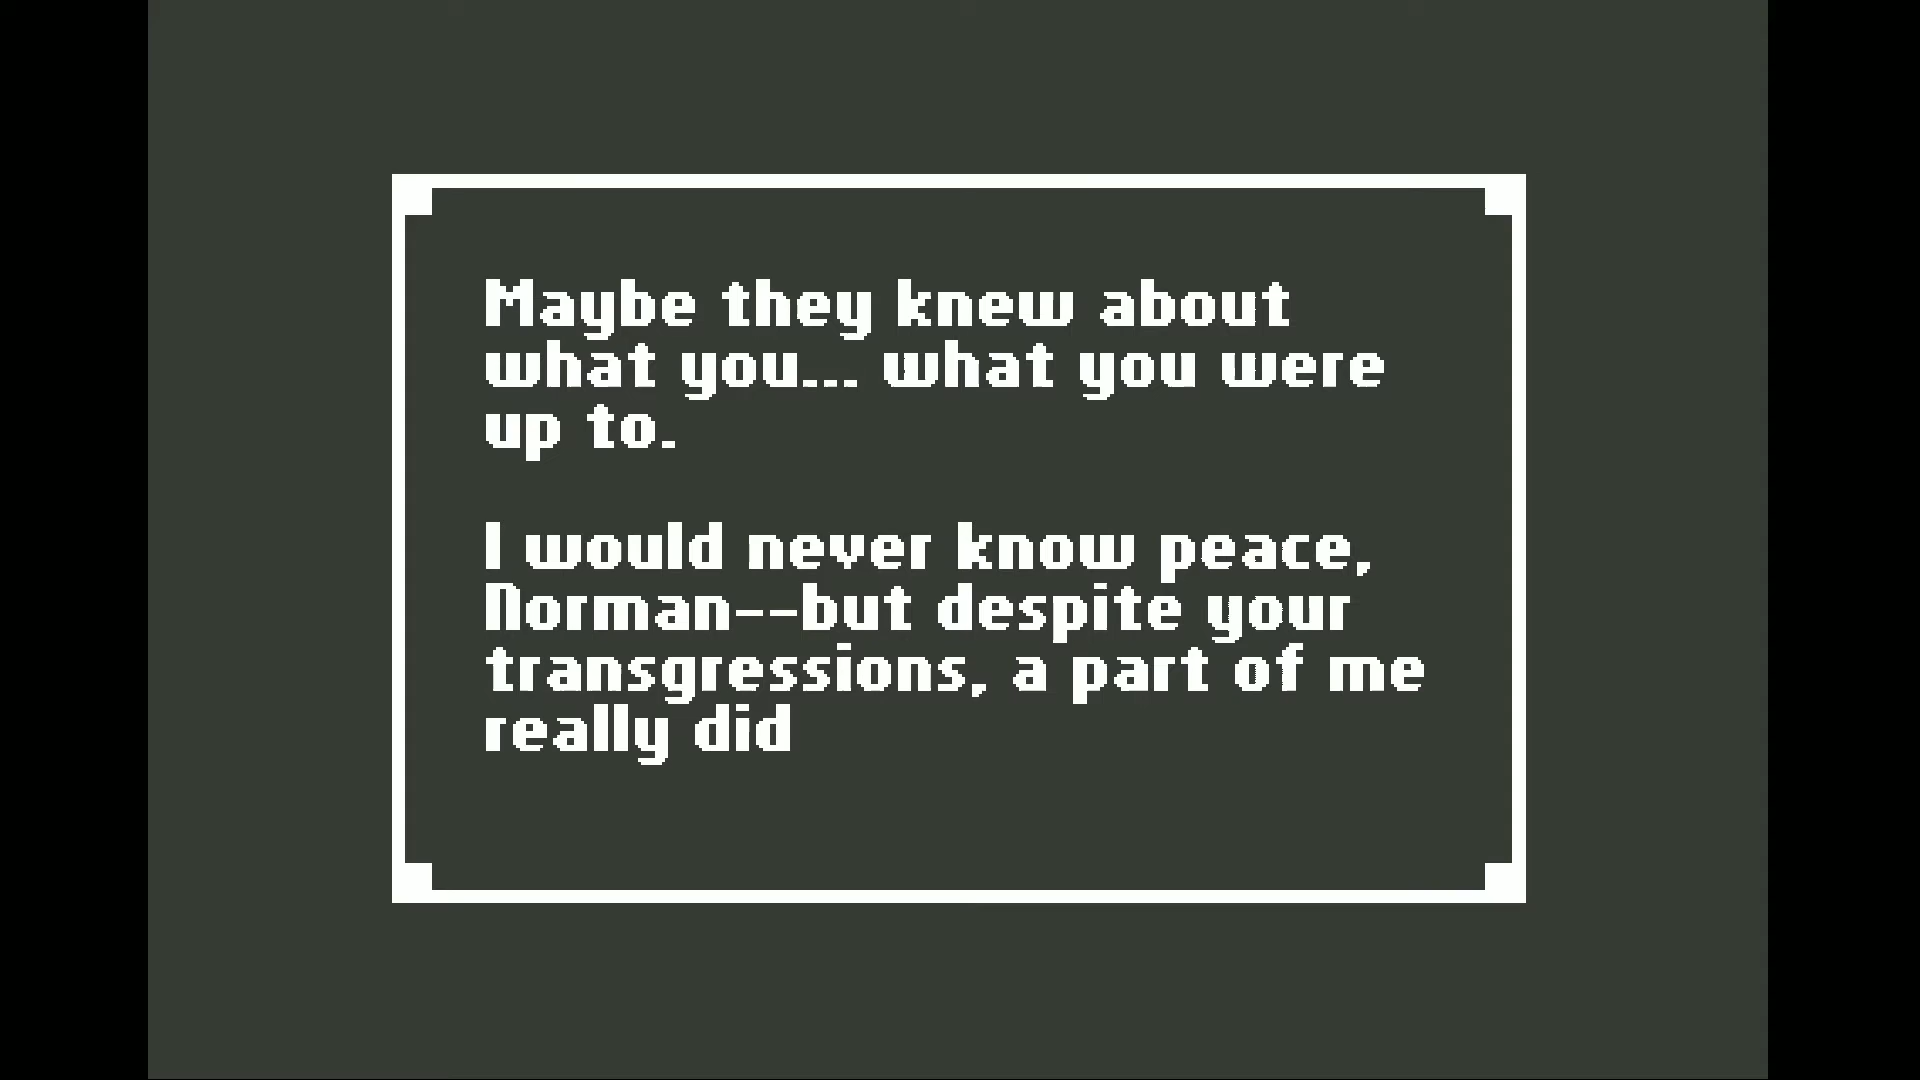 Maybe they knew about
what you... what you were
up to.
I would never know peace,
Norman--but despite your
transgressions, a part of me
really did